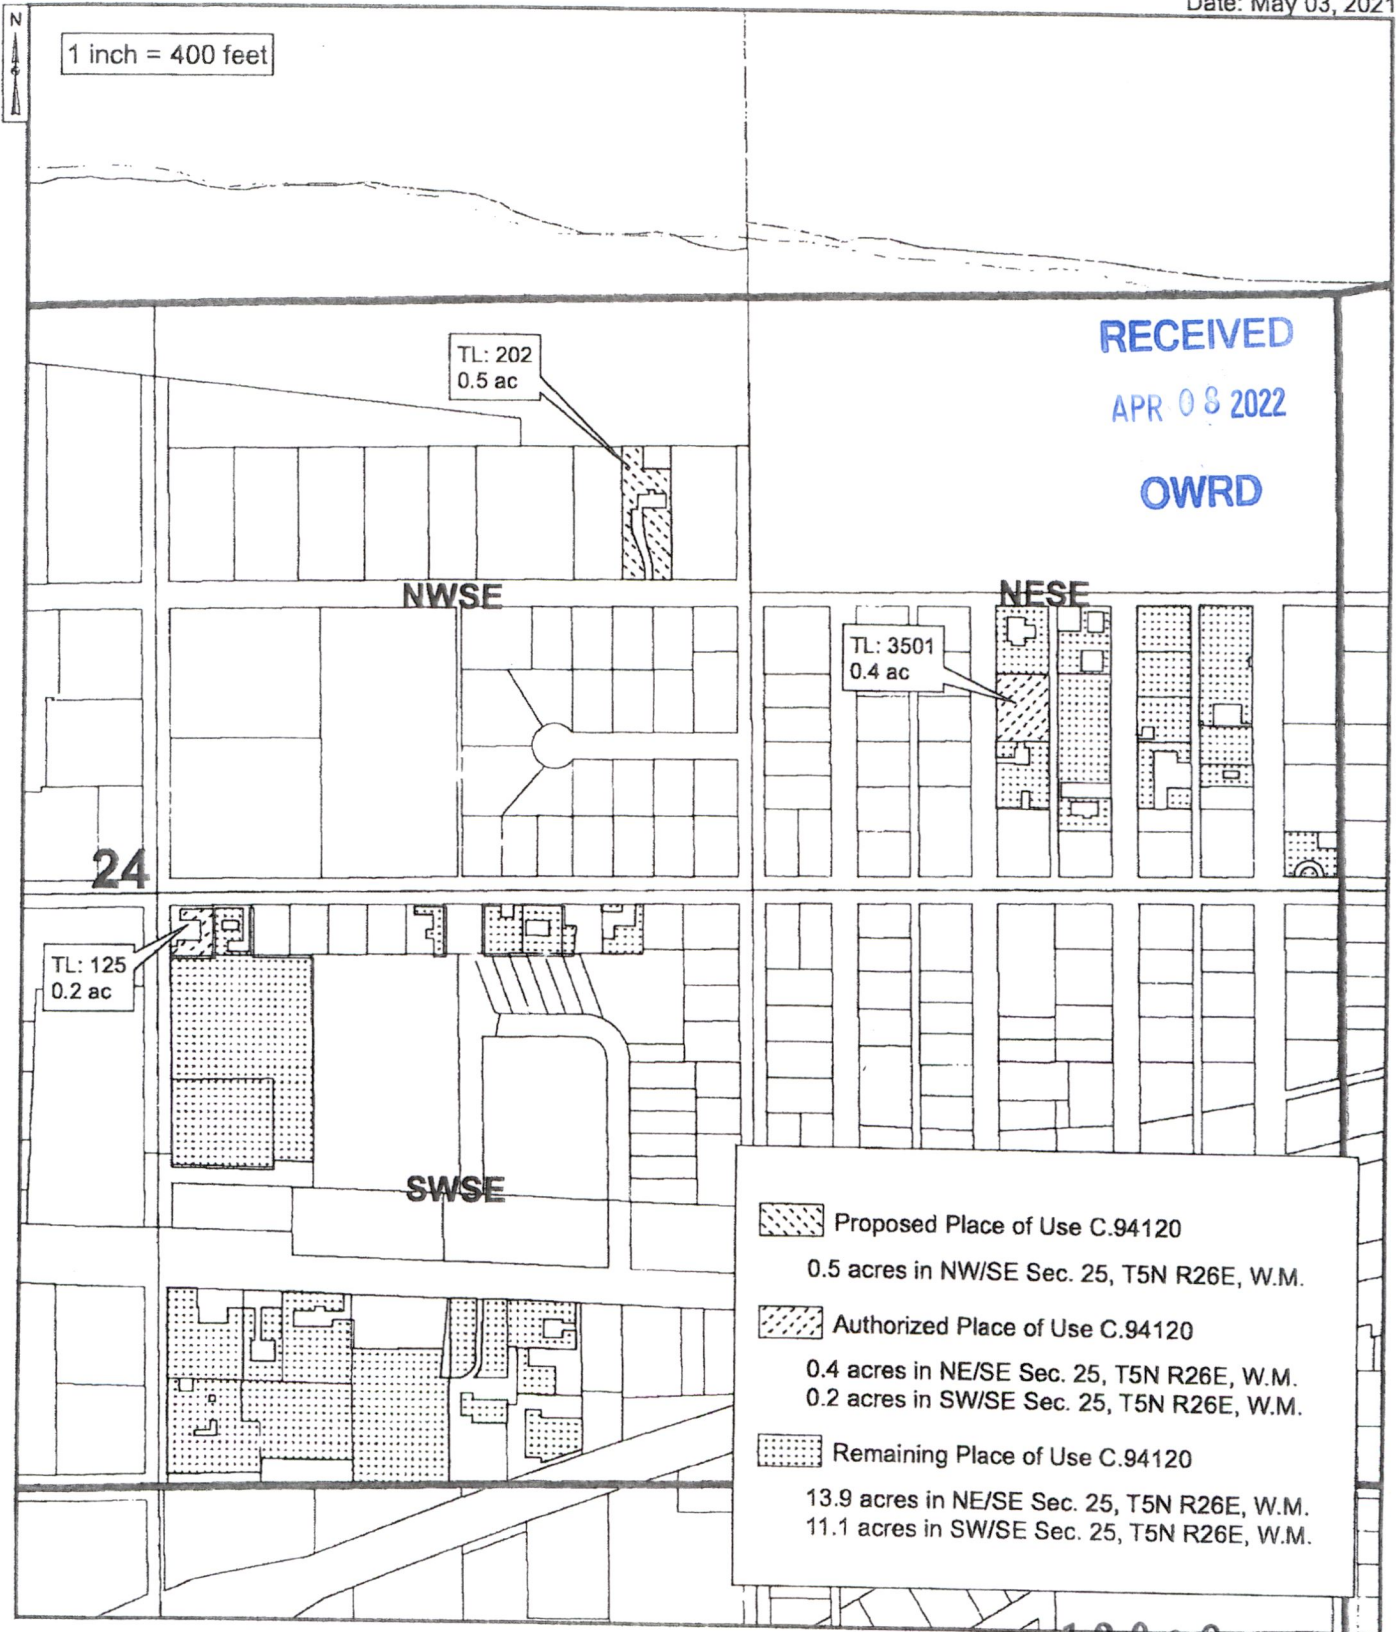 Date: May 03, 2021
N
1 inch = 400 feet
RECEIVED
APR 08 2022
OWRD
TL: 202
0.5 ac
NWSE
NESE
TL: 3501
0.4 ac
24
TL: 125
0.2 ac
SWSE
Proposed Place of Use C.94120
0.5 acres in NW/SE Sec. 25, T5N R26E, W.M.
Authorized Place of Use C.94120
0.4 acres in NE/SE Sec. 25, T5N R26E, W.M.
0.2 acres in SW/SE Sec. 25, T5N R26E, W.M.
Remaining Place of Use C.94120
13.9 acres in NE/SE Sec. 25, T5N R26E, W.M.
11.1 acres in SW/SE Sec. 25, T5N R26E, W.M.